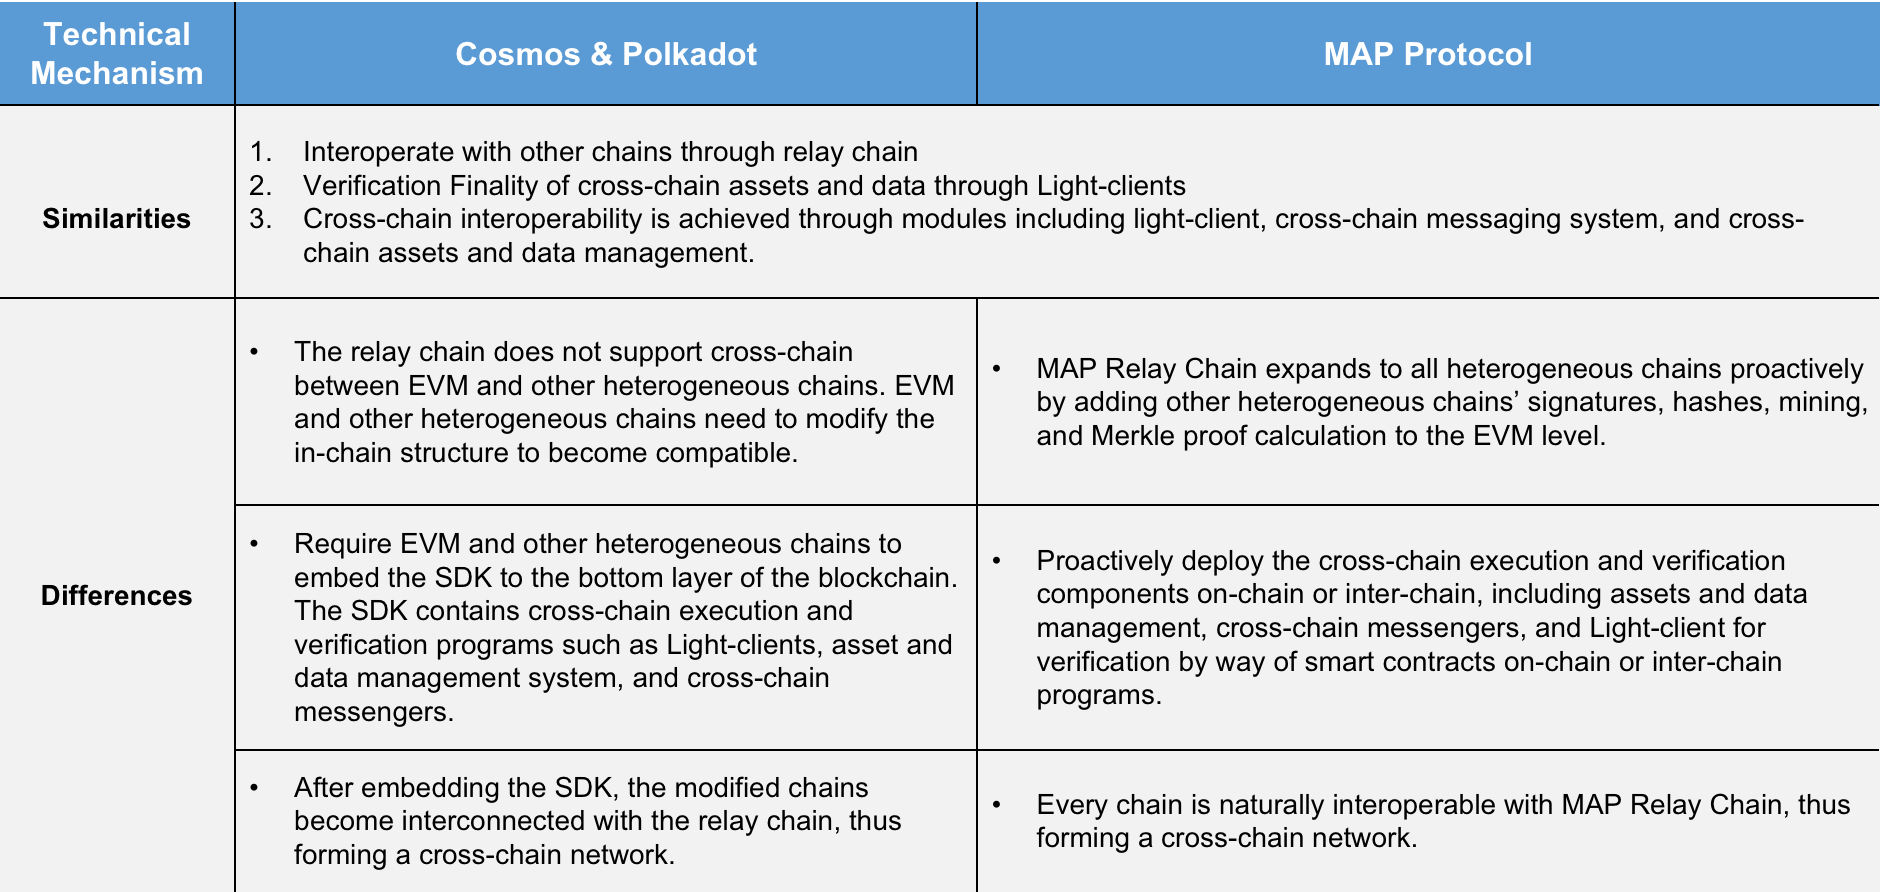 Technical
Mechanism
Cosmos & Polkadot
MAP Protocol
Similarities
1. Interoperate with other chains through relay chain
2. Verification Finality of cross-chain assets and data through Light-clients
3. Cross-chain interoperability is achieved through modules including light-client, cross-chain messaging system, and cross-
chain assets and data management.
Differences
• The relay chain does not support cross-chain
between EVM and other heterogeneous chains. EVM
and other heterogeneous chains need to modify the
in-chain structure to become compatible.
• MAP Relay Chain expands to all heterogeneous chains proactively
by adding other heterogeneous chains’ signatures, hashes, mining,
and Merkle proof calculation to the EVM level.
• Require EVM and other heterogeneous chains to
embed the SDK to the bottom layer of the blockchain.
The SDK contains cross-chain execution and
verification programs such as Light-clients, asset and
data management system, and cross-chain
messengers.
• Proactively deploy the cross-chain execution and verification
components on-chain or inter-chain, including assets and data
management, cross-chain messengers, and Light-client for
verification by way of smart contracts on-chain or inter-chain
programs.
• After embedding the SDK, the modified chains
become interconnected with the relay chain, thus
forming a cross-chain network.
• Every chain is naturally interoperable with MAP Relay Chain, thus
forming a cross-chain network.